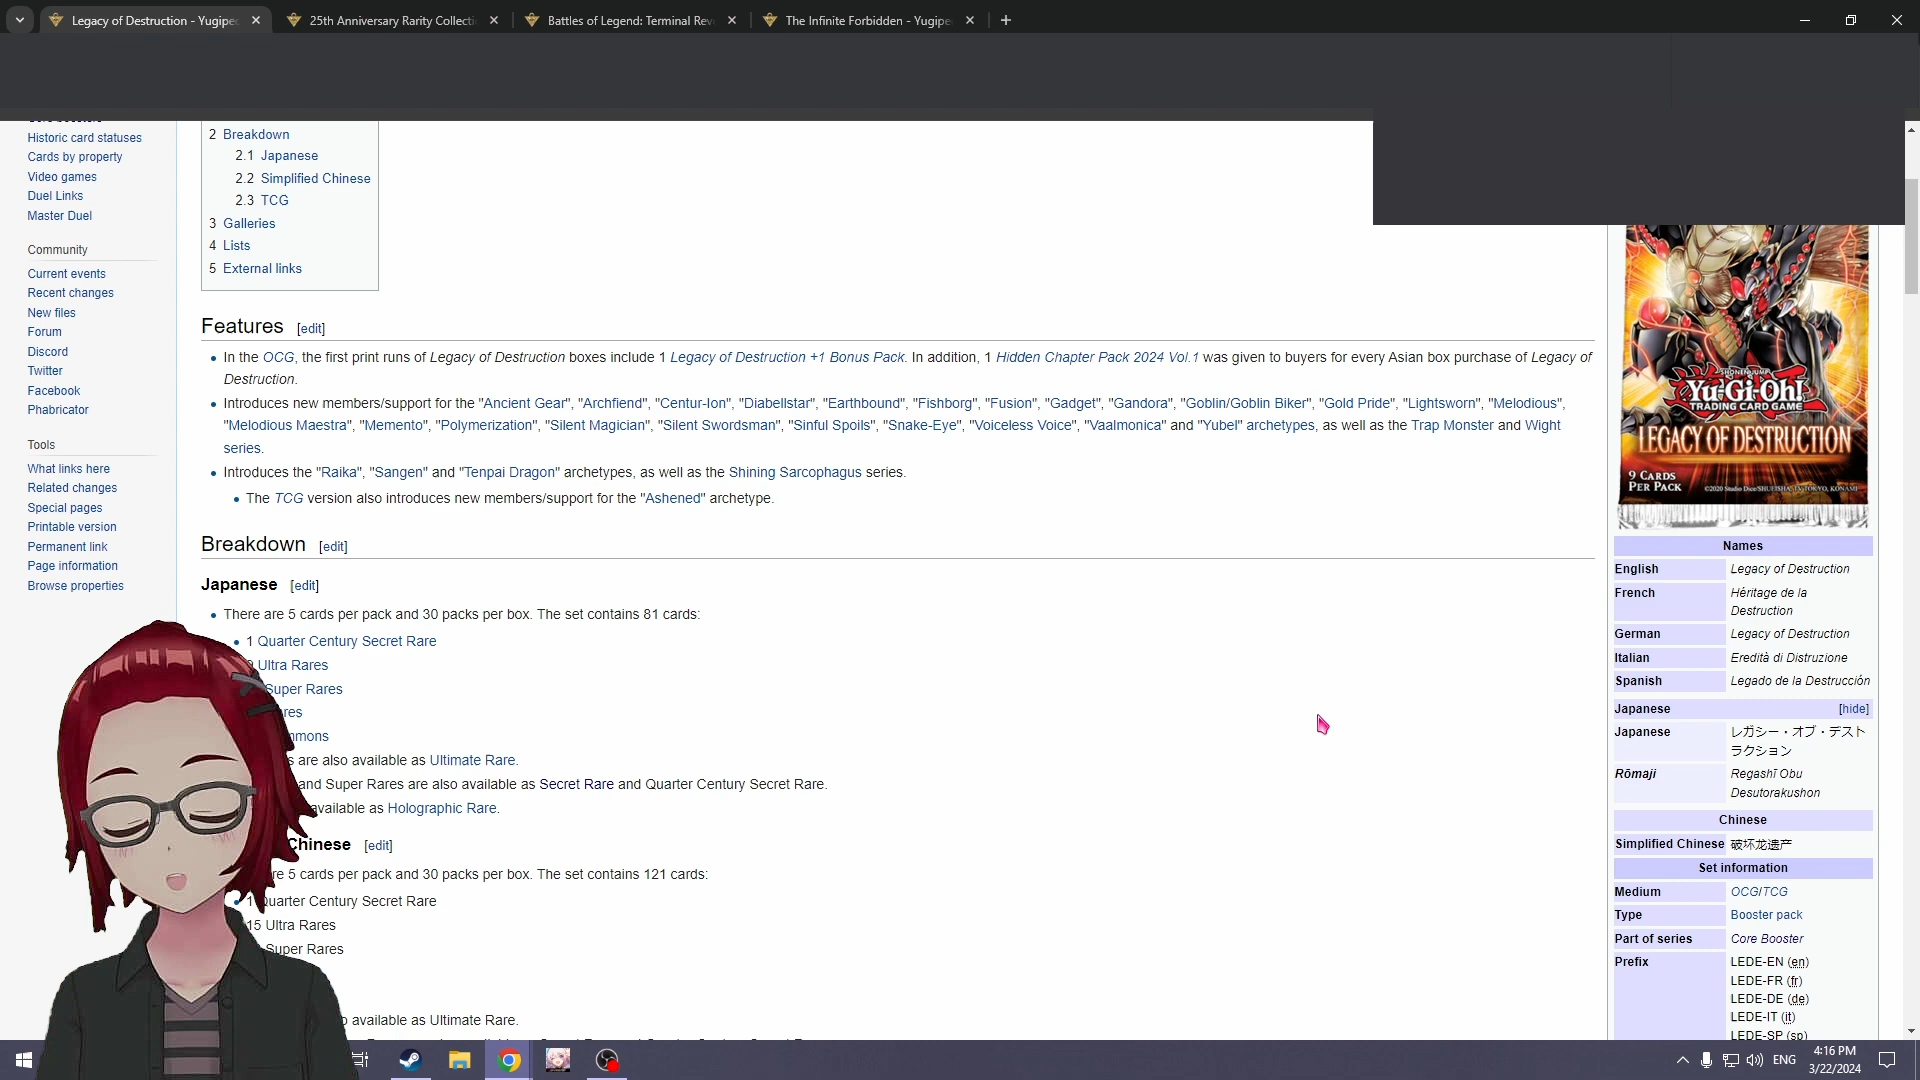 Legacy of Destruction - Yugipe
25th Anniversary Rarity Collecti
Battles of Legend: Terminal Rev
The Infinite Forbidden - Yugipe
Historic card statuses
Cards by property
Video games
Duel Links
Master Duel
Community
Current events
Recent changes
New files
Forum
Discord
Twitter
Facebook
Phabricator
Tools
What links here
Related changes
Special pages
Printable version
Permanent link
Page information
Browse properties
2 Breakdown
2.1 Japanese
2.2 Simplified Chinese
2.3 TCG
3 Galleries
4 Lists
5 External links
Features [edit]
In the OCG, the first print runs of Legacy of Destruction boxes include 1 Legacy of Destruction +1 Bonus Pack. In addition, 1 Hidden Chapter Pack 2024 Vol.1 was given to buyers for every Asian box purchase of Legacy of
Destruction.
Introduces new members/support for the "Ancient Gear", "Archfiend", "Centur-Ion", "Diabellstar", "Earthbound", "Fishborg", "Fusion", "Gadget", "Gandora", "Goblin/Goblin Biker", "Gold Pride", "Lightsworn", "Melodious",
"Melodious Maestra", "Memento", "Polymerization", "Silent Magician", "Silent Swordsman", "Sinful Spoils", "Snake-Eye", "Voiceless Voice", "Vaalmonica" and "Yubel" archetypes, as well as the Trap Monster and Wight
series.
Introduces the "Raika", "Sangen" and "Tenpai Dragon" archetypes, as well as the Shining Sarcophagus series.
The TCG version also introduces new members/support for the "Ashened" archetype.
Breakdown [edit]
Japanese [edit]
There are 5 cards per pack and 30 packs per box. The set contains 81 cards:
1 Quarter Century Secret Rare
Ultra Rares
Super Rares
res
mmons
s are also available as Ultimate Rare.
and Super Rares are also available as Secret Rare and Quarter Century Secret Rare.
available as Holographic Rare.
Chinese [edit]
re 5 cards per pack and 30 packs per box. The set contains 121 cards:
1 Quarter Century Secret Rare
15 Ultra Rares
Super Rares
o available as Ultimate Rare.
SHONEN JUMP
Yu-Gi-Oh!
TRADING CARD GAME
LEGACY OF DESTRUCTION
9 CARDS
PER PACK
©2020 Studio Dice/SHUEISHA, TV TOKYO, KONAMI
Names
English Legacy of Destruction
French Héritage de la
Destruction
German Legacy of Destruction
Italian Eredità di Distruzione
Spanish Legado de la Destrucción
Japanese [hide]
Japanese レガシー・オブ・デスト
ラクション
Rōmaji Regashī Obu
Desutorakushon
Chinese
Simplified Chinese 破坏龙遗产
Set information
Medium OCG/TCG
Type Booster pack
Part of series Core Booster
Prefix LEDE-EN (en)
LEDE-FR (fr)
LEDE-DE (de)
LEDE-IT (it)
LEDE-SP (sp)
ENG
4:16 PM
3/22/2024